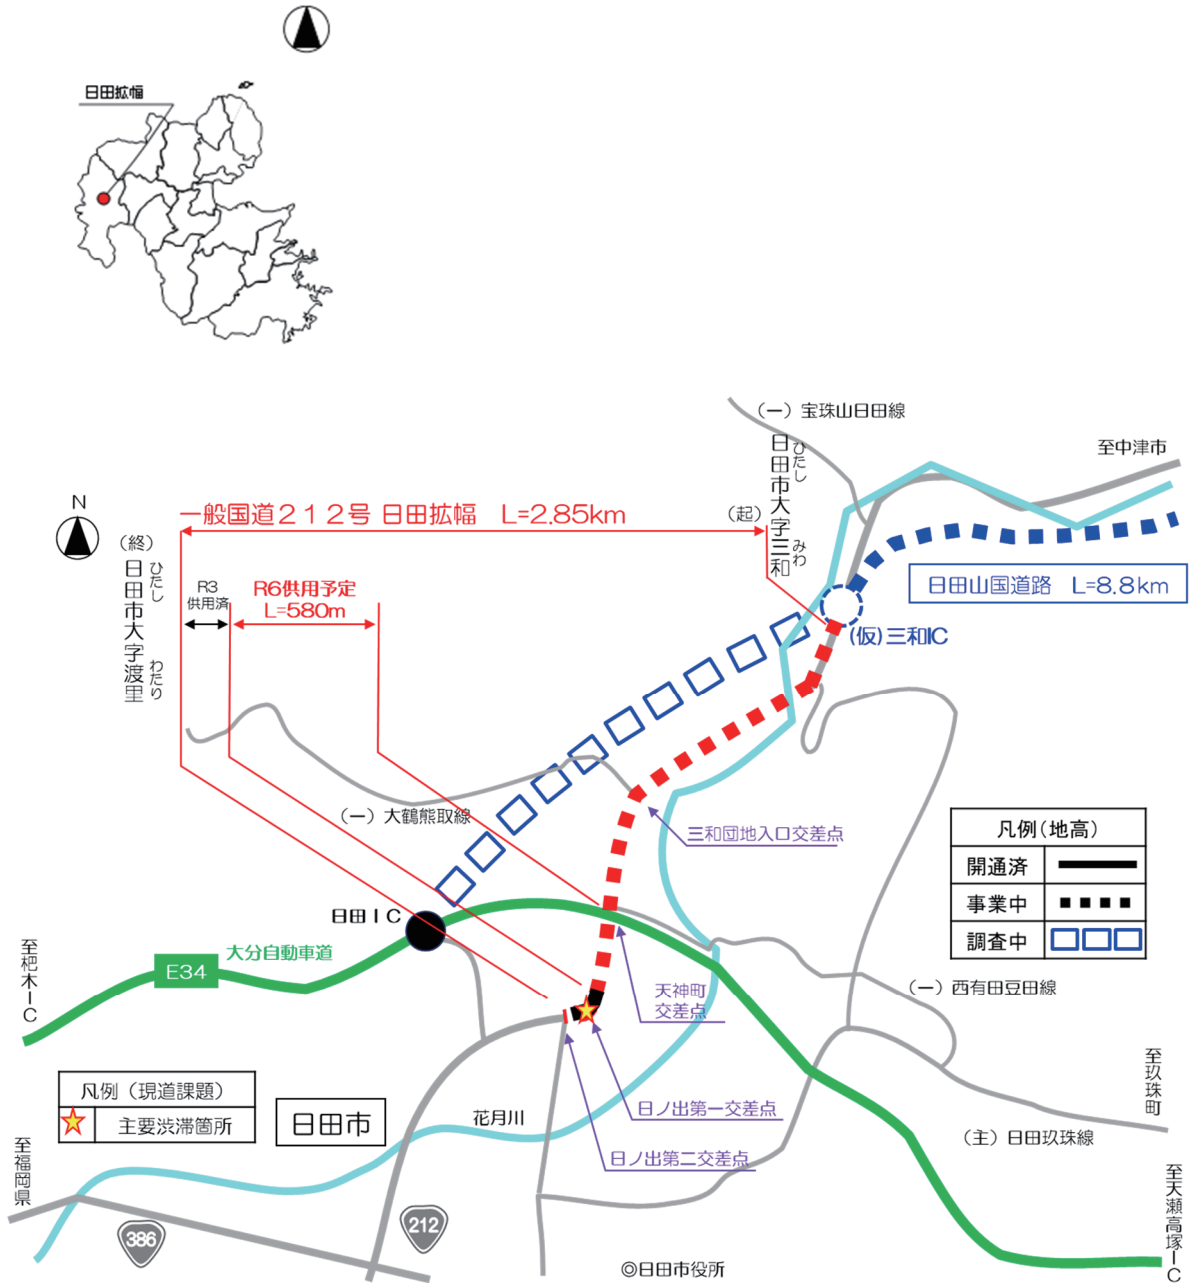 日田拡幅
(一)宝珠山日田線
至中津市
一般国道212号 日田拡幅 L=2.85km
(起)
日田市大字三和
ひたし
みわ
N
(終)
日田市大字渡里
ひたし
わたり
R3
供用済
R6供用予定
L=580m
日田山国道路 L=8.8km
(仮)三和IC
(一)大鶴熊取線
三和団地入口交差点
凡例(地高)
開通済
事業中
調査中
日田IC
大分自動車道
E34
至杷木IC
天神町
交差点
(一)西有田豆田線
至玖珠町
凡例(現道課題)
主要渋滞箇所
日田市
花月川
日ノ出第一交差点
日ノ出第二交差点
(主)日田玖珠線
至福岡県
386
212
◎日田市役所
至天瀬高塚IC